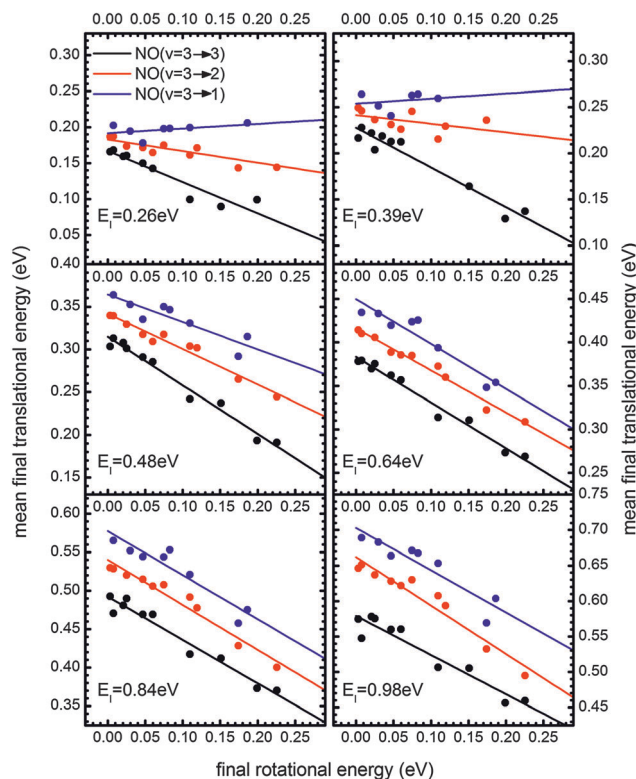 0.00 0.05 0.10 0.15 0.20 0.25
0.00 0.05 0.10 0.15 0.20 0.25
0.30
0.25
0.20
0.15
0.10
0.05
0.40
NO(v=3→3)
NO(v=3→2)
NO(v=3→1)
E_I=0.26eV
0.30
0.25
0.20
0.15
0.10
E_I=0.39eV
0.35
0.30
0.25
0.20
0.15
E_I=0.48eV
0.45
0.40
0.35
0.30
0.25
0.75
E_I=0.64eV
0.60
0.55
0.50
0.45
0.40
0.35
E_I=0.84eV
0.70
0.65
0.60
0.55
0.50
0.45
E_I=0.98eV
0.00 0.05 0.10 0.15 0.20 0.25
0.00 0.05 0.10 0.15 0.20 0.25
final rotational energy (eV)
mean final translational energy (eV)
mean final translational energy (eV)